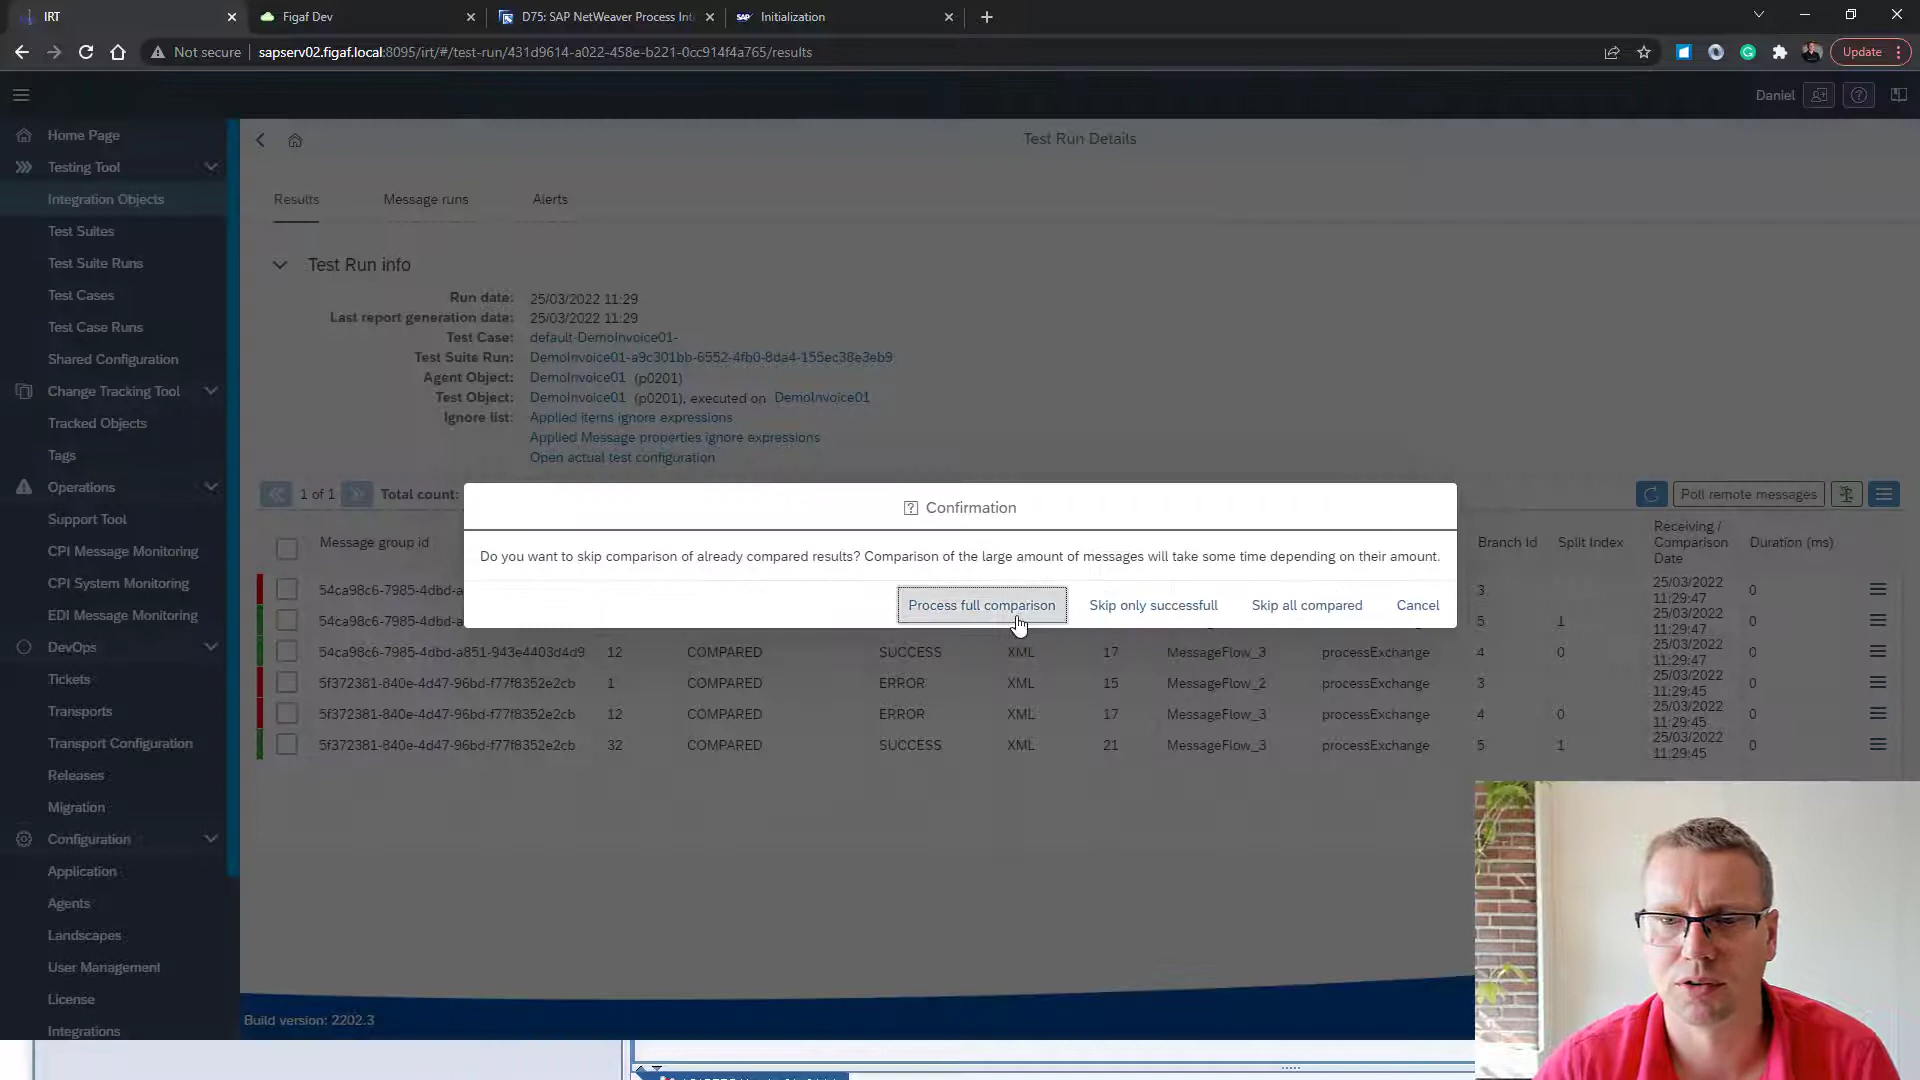 IRT
Figaf Dev
D75: SAP NetWeaver Process Int
Initialization
Not secure
sapserv02.figaf.local:8095/irt/#/test-run/431d9614-a022-458e-b221-0cc914f4a765/results
Update
Daniel
Home Page
Testing Tool
Integration Objects
Test Suites
Test Suite Runs
Test Cases
Test Case Runs
Shared Configuration
Change Tracking Tool
Tracked Objects
Tags
Operations
Support Tool
CPI Message Monitoring
CPI System Monitoring
EDI Message Monitoring
DevOps
Tickets
Transports
Transport Configuration
Releases
Migration
Configuration
Application
Agents
Landscapes
User Management
License
Integrations
Test Run Details
Results Message runs Alerts
Test Run info
Run date: 25/03/2022 11:29
Last report generation date: 25/03/2022 11:29
Test Case: default-DemoInvoice01-
Test Suite Run: DemoInvoice01-a9c301bb-6552-4fb0-8da4-155ec38e3eb9
Agent Object: DemoInvoice01 (p0201)
Test Object: DemoInvoice01 (p0201), executed on DemoInvoice01
Ignore list: Applied items ignore expressions
Applied Message properties ignore expressions
Open actual test configuration
1 of 1 Total count:
Poll remote messages
Message group id Branch Id Split Index Receiving / Comparison Date Duration (ms)
Confirmation
Do you want to skip comparison of already compared results? Comparison of the large amount of messages will take some time depending on their amount.
Process full comparison Skip only successfull Skip all compared Cancel
54ca98c6-7985-4dbd-a 3 25/03/2022 11:29:47 0
54ca98c6-7985-4dbd-a 5 1 25/03/2022 11:29:47 0
54ca98c6-7985-4dbd-a851-943e4403d4d9 12 COMPARED SUCCESS XML 17 MessageFlow_3 processExchange 4 0 25/03/2022 11:29:47 0
5f372381-840e-4d47-96bd-f77f8352e2cb 1 COMPARED ERROR XML 15 MessageFlow_2 processExchange 3 25/03/2022 11:29:45 0
5f372381-840e-4d47-96bd-f77f8352e2cb 12 COMPARED ERROR XML 17 MessageFlow_3 processExchange 4 0 25/03/2022 11:29:45 0
5f372381-840e-4d47-96bd-f77f8352e2cb 32 COMPARED SUCCESS XML 21 MessageFlow_3 processExchange 5 1 25/03/2022 11:29:45 0
Build version: 2202.3